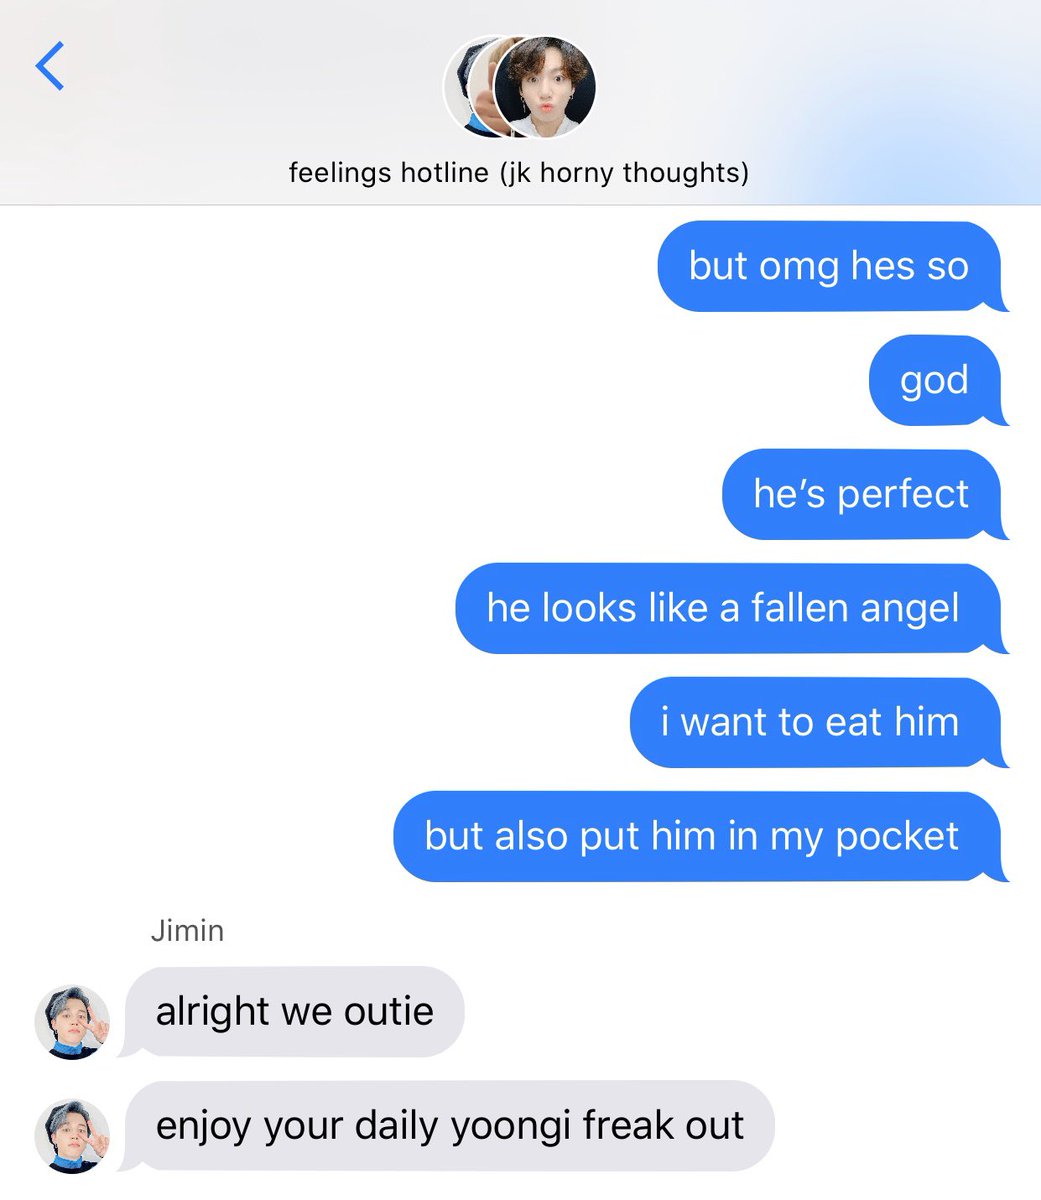 feelings hotline (jk horny thoughts)
but omg hes so
god
he’s perfect
he looks like a fallen angel
i want to eat him
but also put him in my pocket
Jimin
alright we outie
enjoy your daily yoongi freak out